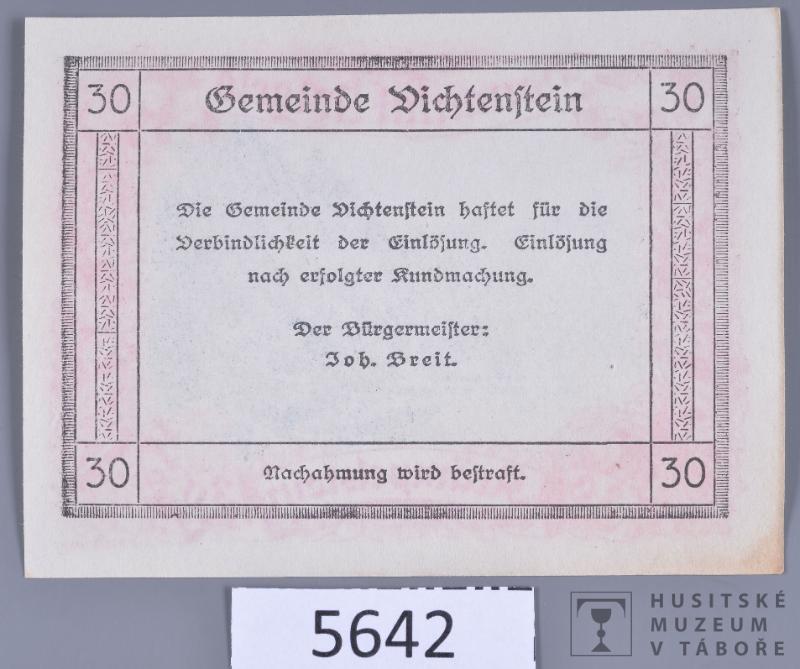 30 Gemeinde Vichtenstein 30
Die Gemeinde Vichtenstein haftet für die
Verbindlichkeit der Einlösung. Einlösung
nach erfolgter Kundmachung.
Der Bürgermeister:
Joh. Breit.
30 Nachahmung wird bestraft. 30
5642
HUSITSKÉ
MUZEUM
V TÁBOŘE